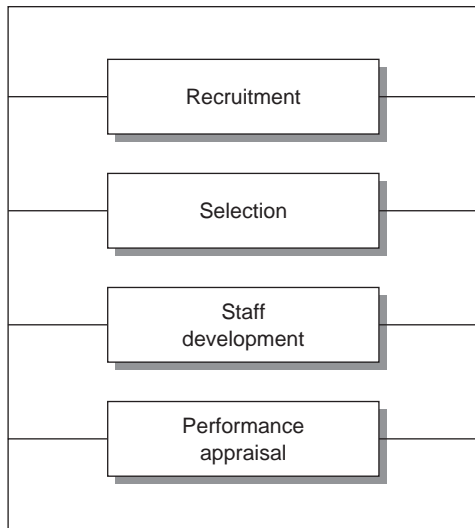 Recruitment
Selection
Staff
development
Performance
appraisal